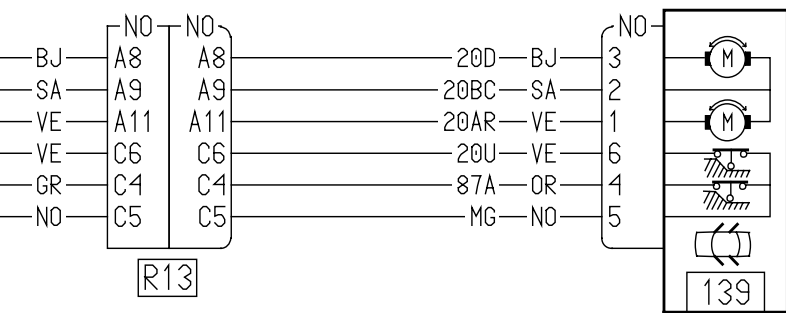 NO NO NO
BJ A8 A8 20D BJ 3 M
SA A9 A9 20BC SA 2
VE A11 A11 20AR VE 1 M
VE C6 C6 20U VE 6
GR C4 C4 87A OR 4
NO C5 C5 MG NO 5
R13
139